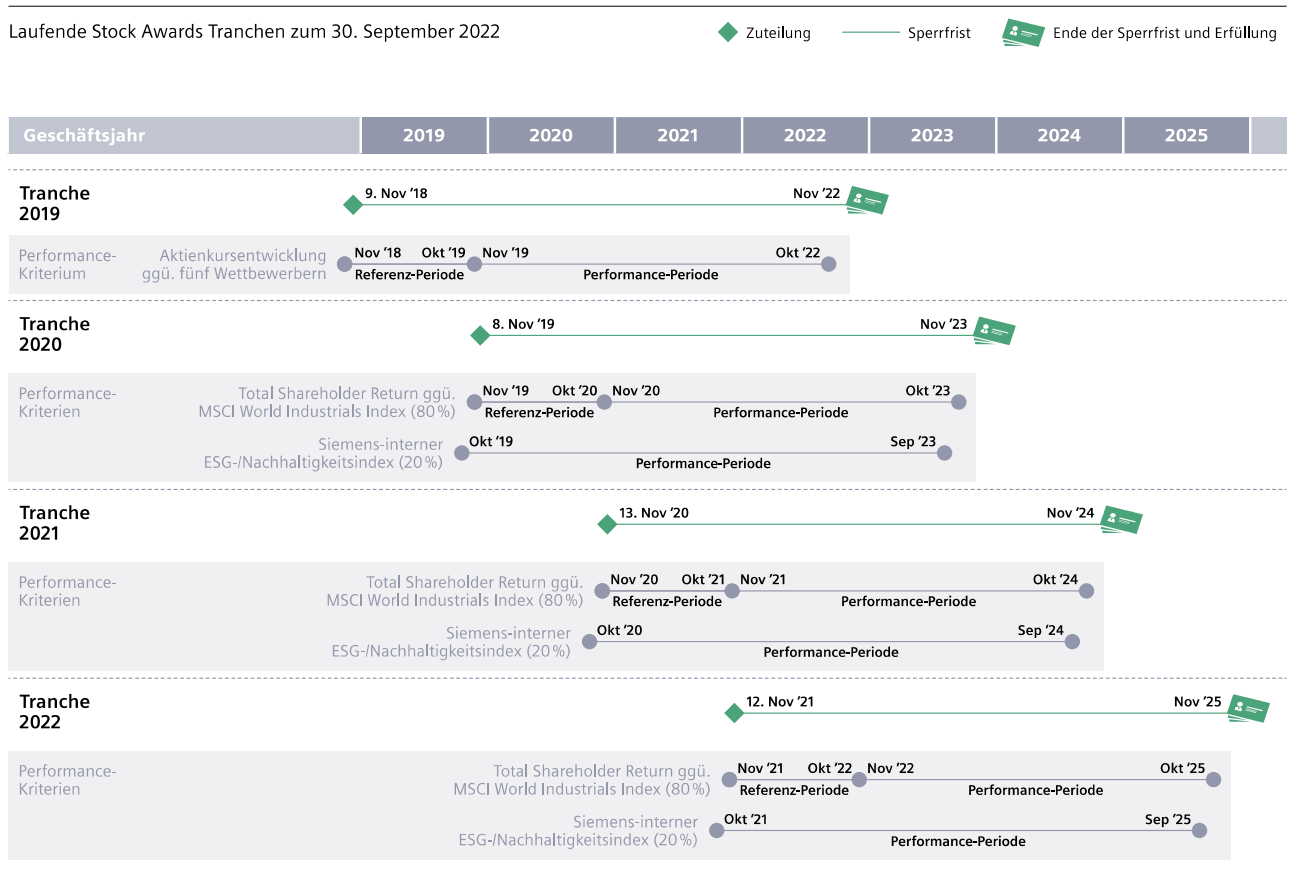 Laufende Stock Awards Tranchen zum 30. September 2022
Zuteilung
Sperrfrist
Ende der Sperrfrist und Erfüllung
Geschäftsjahr 2019 2020 2021 2022 2023 2024 2025
Tranche
2019
9. Nov ’18
Nov ’22
Performance-
Kriterium
Aktienkursentwicklung
ggü. fünf Wettbewerbern
Nov ’18 Okt ’19 Nov ’19 Okt ’22
Referenz-Periode Performance-Periode
Tranche
2020
8. Nov ’19
Nov ’23
Performance-
Kriterien
Total Shareholder Return ggü.
MSCI World Industrials Index (80 %)
Nov ’19 Okt ’20 Nov ’20 Okt ’23
Referenz-Periode Performance-Periode
Siemens-interner
ESG-/Nachhaltigkeitsindex (20 %)
Okt ’19 Sep ’23
Performance-Periode
Tranche
2021
13. Nov ’20
Nov ’24
Performance-
Kriterien
Total Shareholder Return ggü.
MSCI World Industrials Index (80 %)
Nov ’20 Okt ’21 Nov ’21 Okt ’24
Referenz-Periode Performance-Periode
Siemens-interner
ESG-/Nachhaltigkeitsindex (20 %)
Okt ’20 Sep ’24
Performance-Periode
Tranche
2022
12. Nov ’21
Nov ’25
Performance-
Kriterien
Total Shareholder Return ggü.
MSCI World Industrials Index (80 %)
Nov ’21 Okt ’22 Nov ’22 Okt ’25
Referenz-Periode Performance-Periode
Siemens-interner
ESG-/Nachhaltigkeitsindex (20 %)
Okt ’21 Sep ’25
Performance-Periode